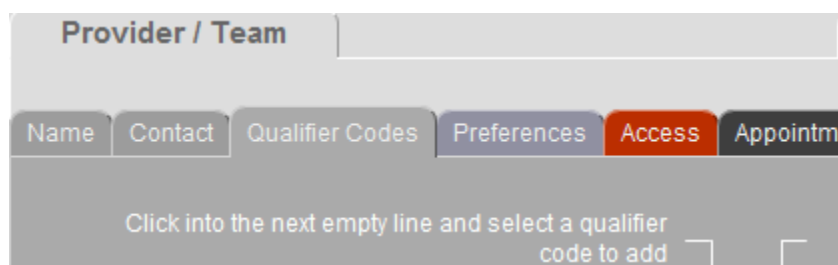 Provider / Team
Name Contact Qualifier Codes Preferences Access Appointm
Click into the next empty line and select a qualifier
code to add